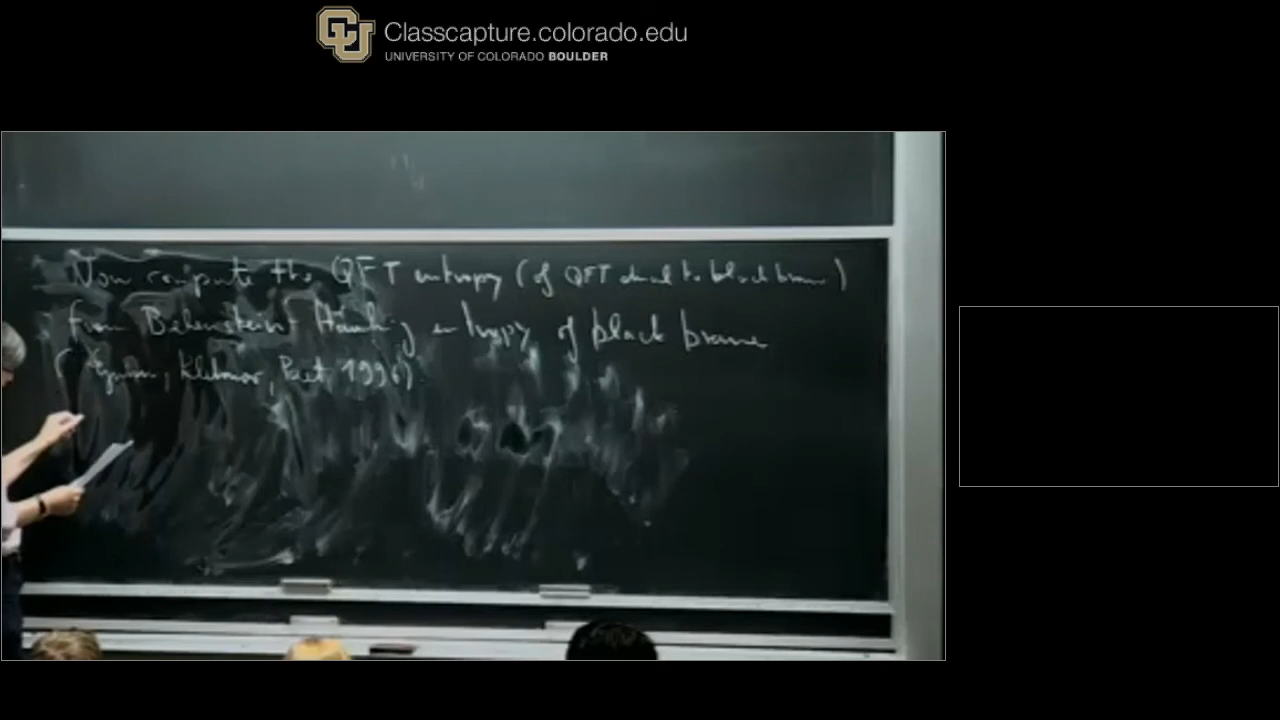 CU
Classcapture.colorado.edu
UNIVERSITY OF COLORADO BOULDER
Now compute the QFT entropy (of QFT dual to black brane)
from Bekenstein-Hawking entropy of black brane
( , Klebanov, Peet, 1996)